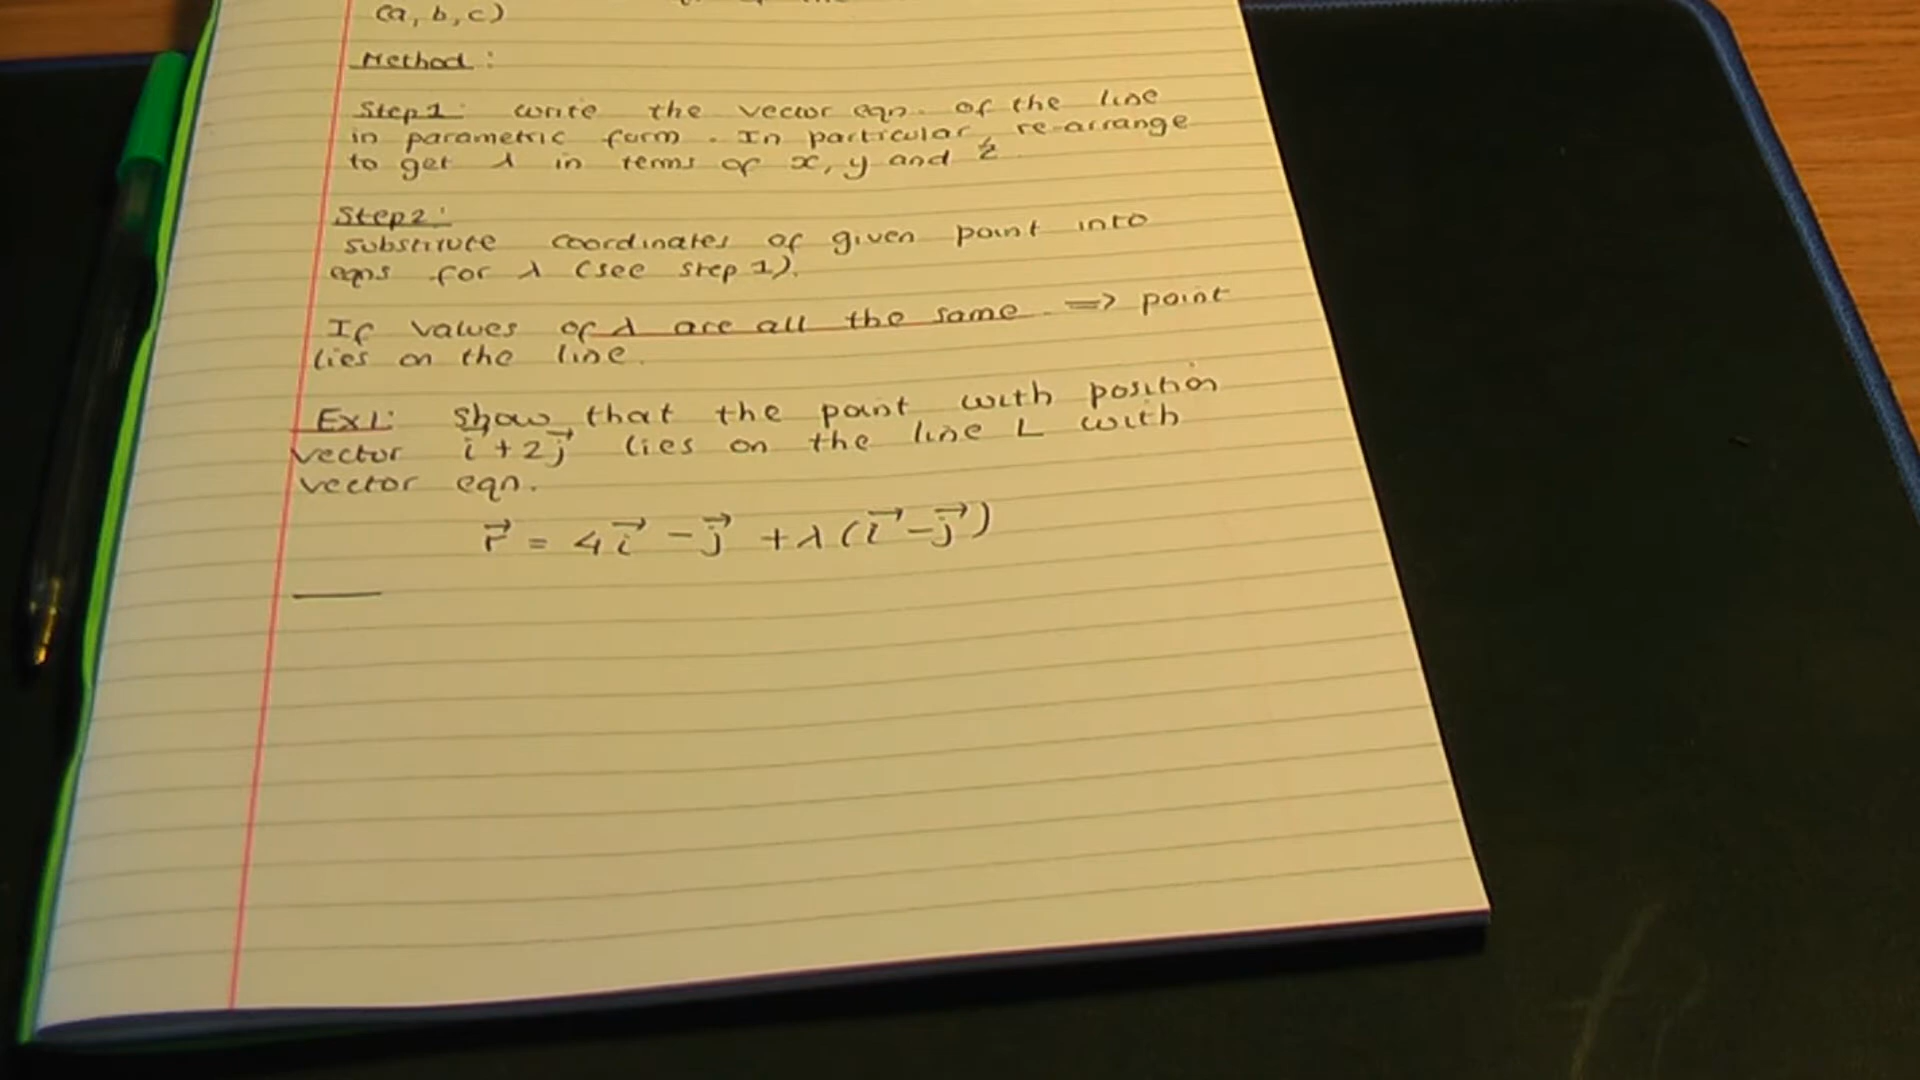 (a, b, c)
Method :
Step 1: write the vector eqn. of the line
in parametric form. In particular, re-arrange
to get λ in terms of x, y and z
Step 2:
substitute coordinates of given point into
eqns for λ (see step 1).
If values of λ are all the same. => point
lies on the line.
Ex1: Show that the point with position
vector i + 2j⃗ lies on the line L with
vector eqn.
r⃗ = 4i⃗ - j⃗ + λ(i⃗ - j⃗)